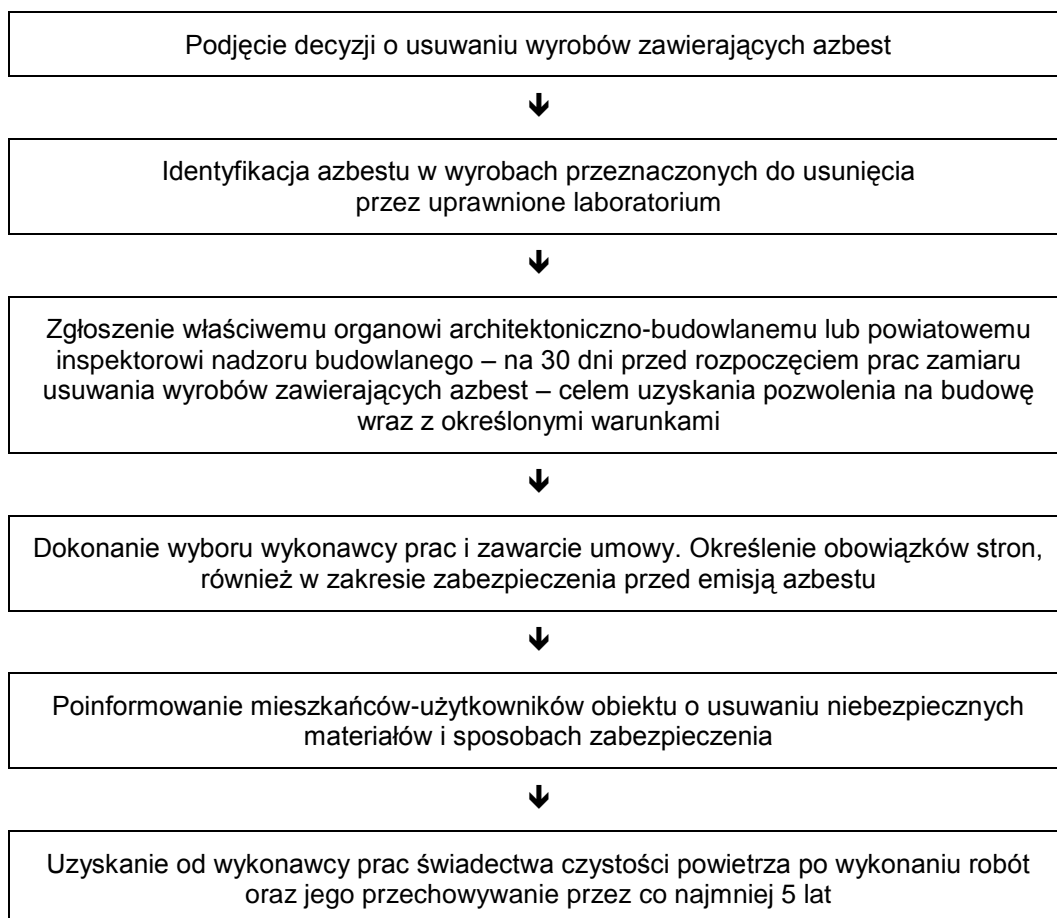 Podjęcie decyzji o usuwaniu wyrobów zawierających azbest
Identyfikacja azbestu w wyrobach przeznaczonych do usunięcia
przez uprawnione laboratorium
Zgłoszenie właściwemu organowi architektoniczno-budowlanemu lub powiatowemu
inspektorowi nadzoru budowlanego – na 30 dni przed rozpoczęciem prac zamiaru
usuwania wyrobów zawierających azbest – celem uzyskania pozwolenia na budowę
wraz z określonymi warunkami
Dokonanie wyboru wykonawcy prac i zawarcie umowy. Określenie obowiązków stron,
również w zakresie zabezpieczenia przed emisją azbestu
Poinformowanie mieszkańców-użytkowników obiektu o usuwaniu niebezpiecznych
materiałów i sposobach zabezpieczenia
Uzyskanie od wykonawcy prac świadectwa czystości powietrza po wykonaniu robót
oraz jego przechowywanie przez co najmniej 5 lat